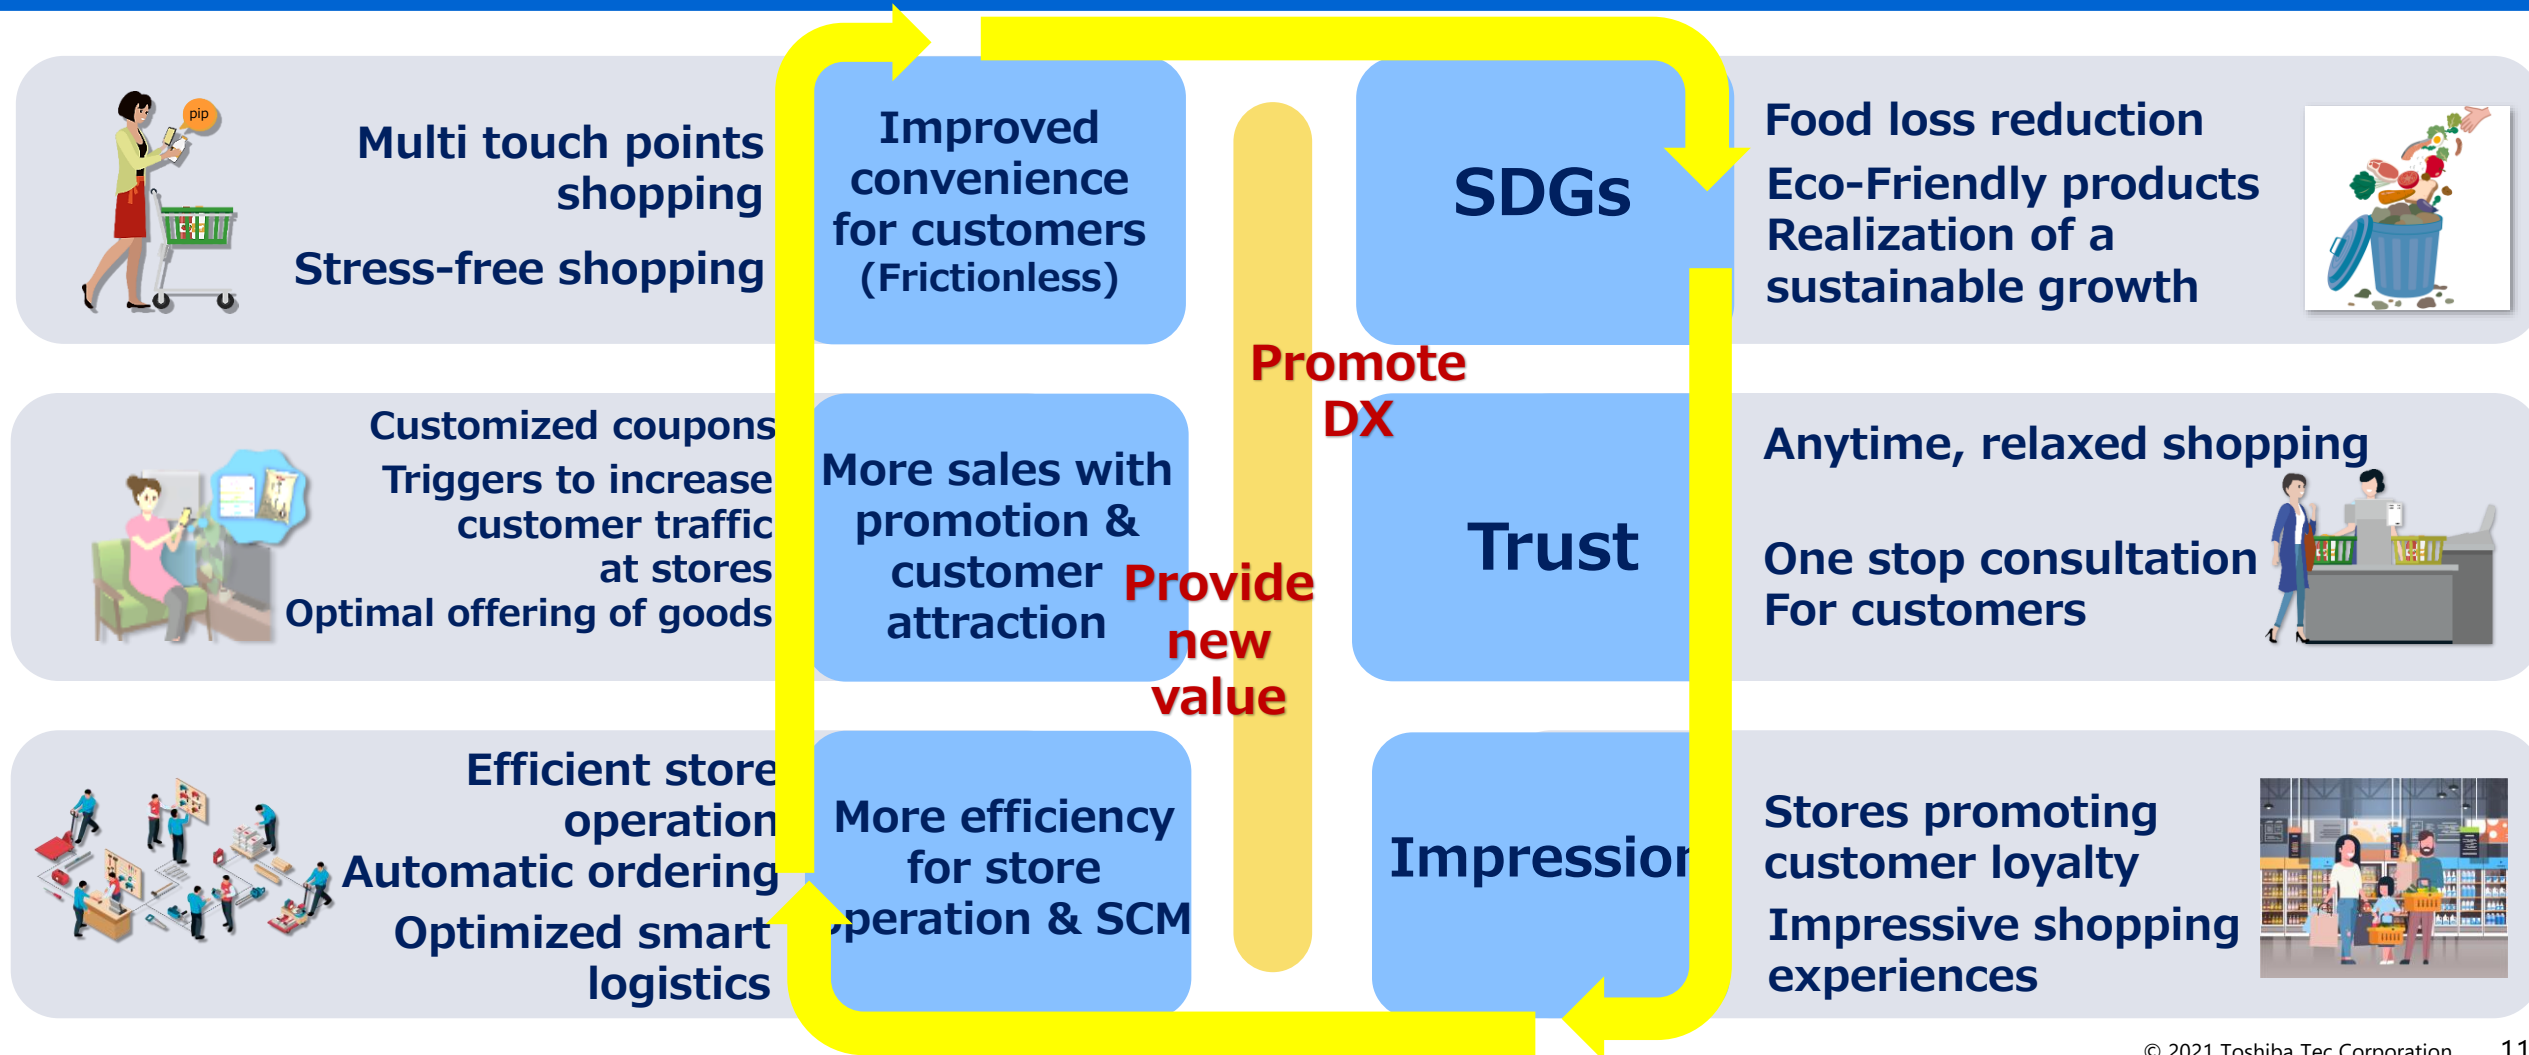 pip
Multi touch points
shopping
Stress-free shopping
Improved
convenience
for customers
(Frictionless)
SDGs
Food loss reduction
Eco-Friendly products
Realization of a
sustainable growth
Promote
DX
Customized coupons
Triggers to increase
customer traffic
at stores
Optimal offering of goods
More sales with
promotion &
customer
attraction
Provide
new
value
Trust
Anytime, relaxed shopping
One stop consultation
For customers
Efficient store
operation
Automatic ordering
Optimized smart
logistics
More efficiency
for store
operation & SCM
Impression
Stores promoting
customer loyalty
Impressive shopping
experiences
© 2021 Toshiba Tec Corporation 11